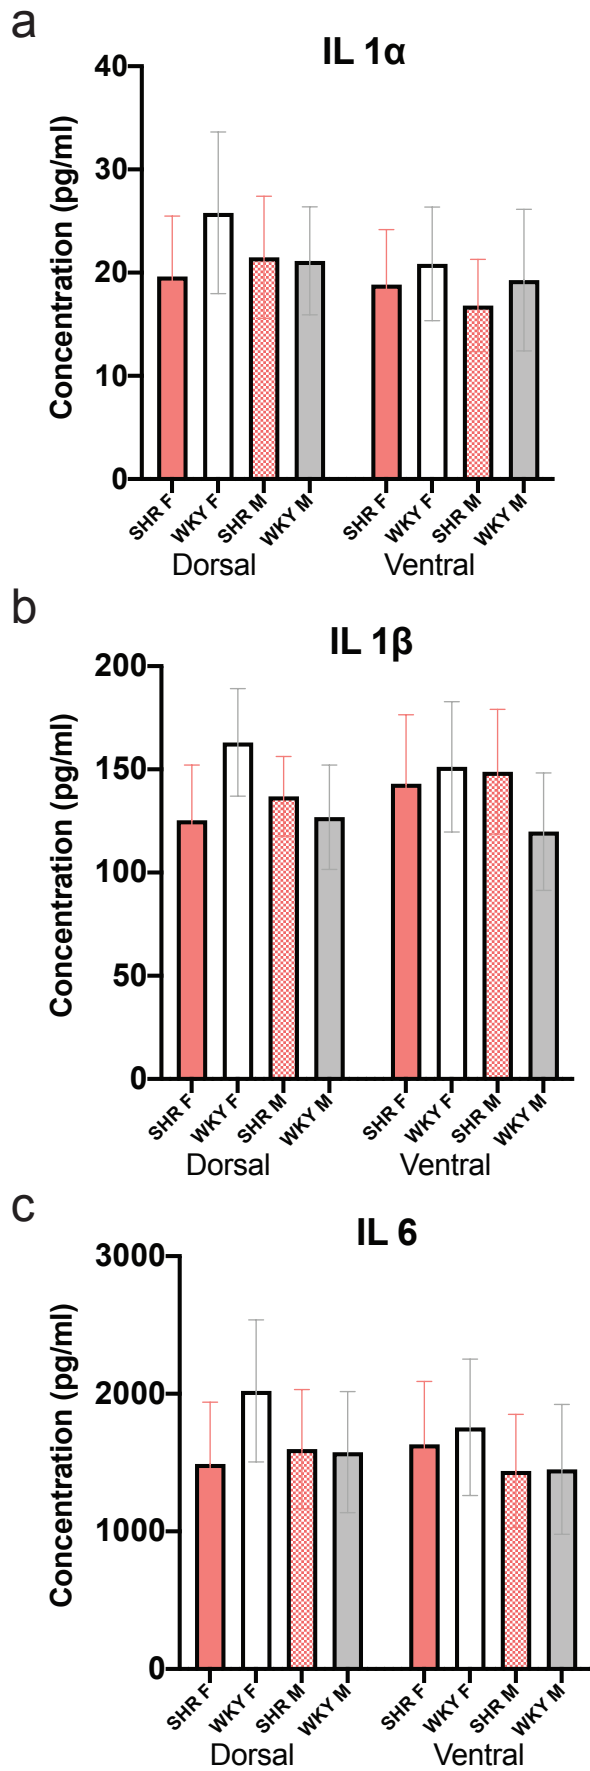 a
IL 1α
Concentration (pg/ml)
40
30
20
10
0
SHR F
WKY F
SHR M
WKY M
SHR F
WKY F
SHR M
WKY M
Dorsal
Ventral
b
IL 1β
Concentration (pg/ml)
200
150
100
50
0
SHR F
WKY F
SHR M
WKY M
SHR F
WKY F
SHR M
WKY M
Dorsal
Ventral
c
IL 6
Concentration (pg/ml)
3000
2000
1000
0
SHR F
WKY F
SHR M
WKY M
SHR F
WKY F
SHR M
WKY M
Dorsal
Ventral